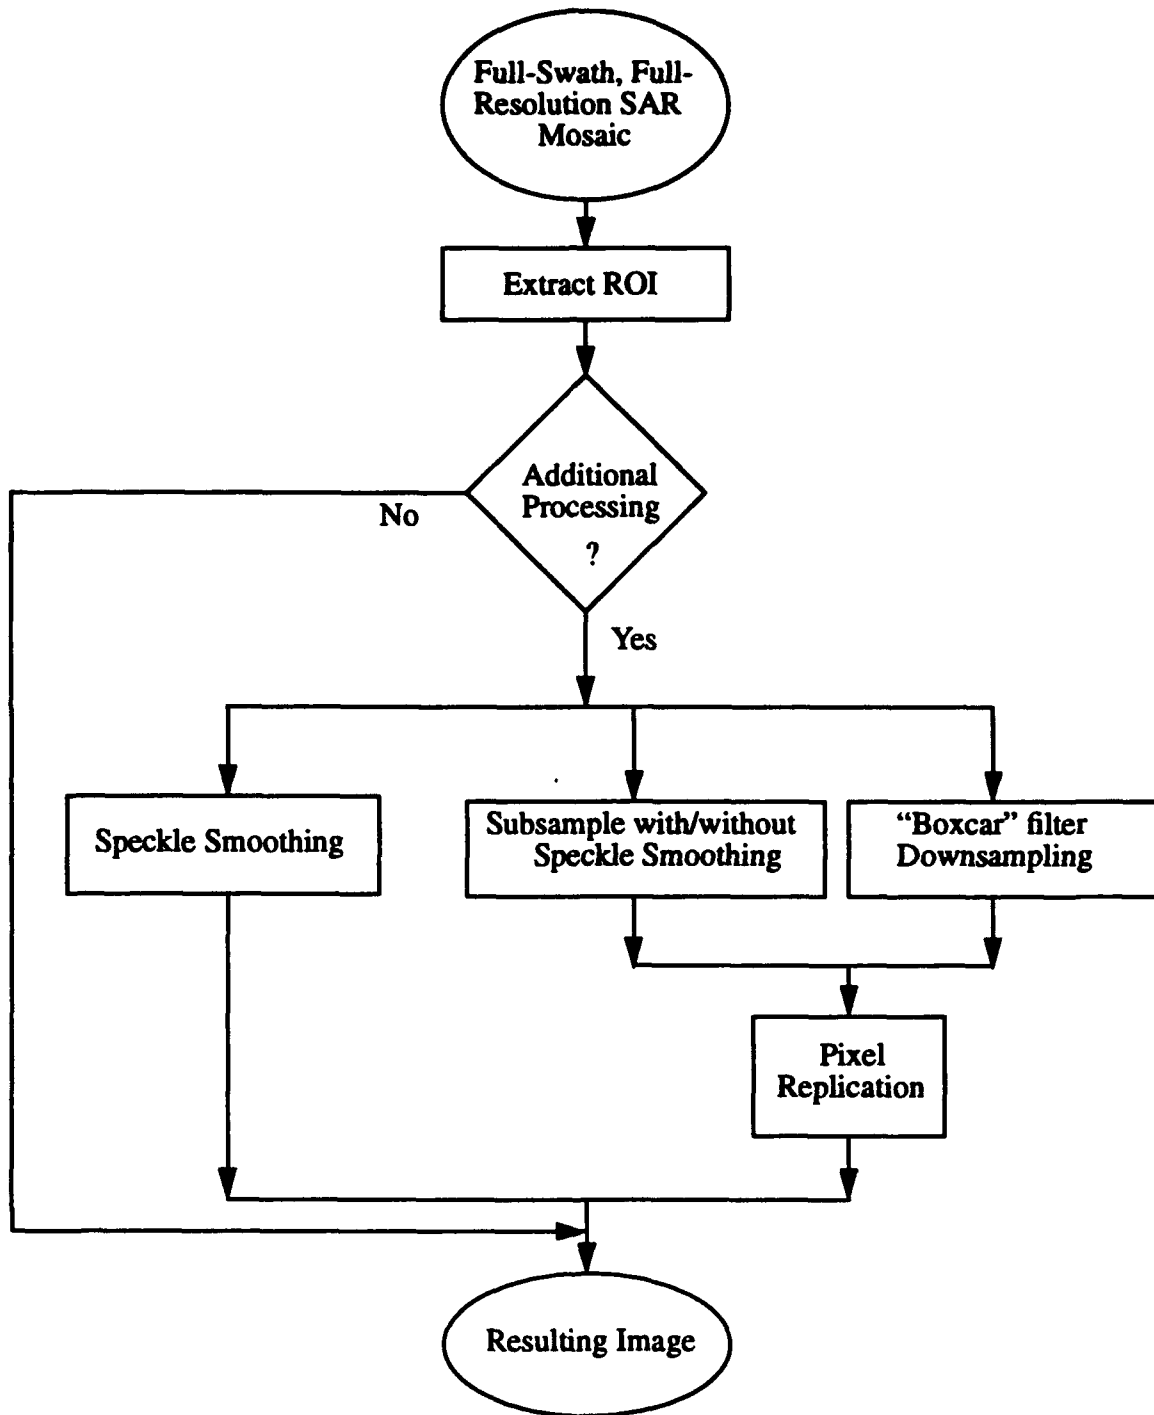 Full-Swath, Full-
Resolution SAR
Mosaic
Extract ROI
Additional
Processing
?
No
Yes
Speckle Smoothing
Subsample with/without
Speckle Smoothing
“Boxcar” filter
Downsampling
Pixel
Replication
Resulting Image